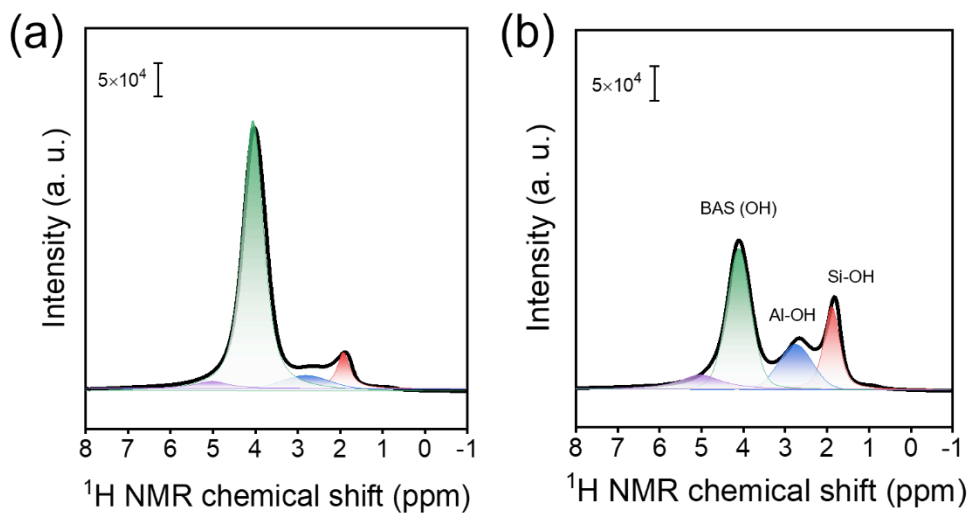 (a)
5×10⁴
Intensity (a. u.)
8 7 6 5 4 3 2 1 0 -1
¹H NMR chemical shift (ppm)
(b)
5×10⁴
BAS (OH)
Al-OH
Si-OH
Intensity (a. u.)
8 7 6 5 4 3 2 1 0 -1
¹H NMR chemical shift (ppm)